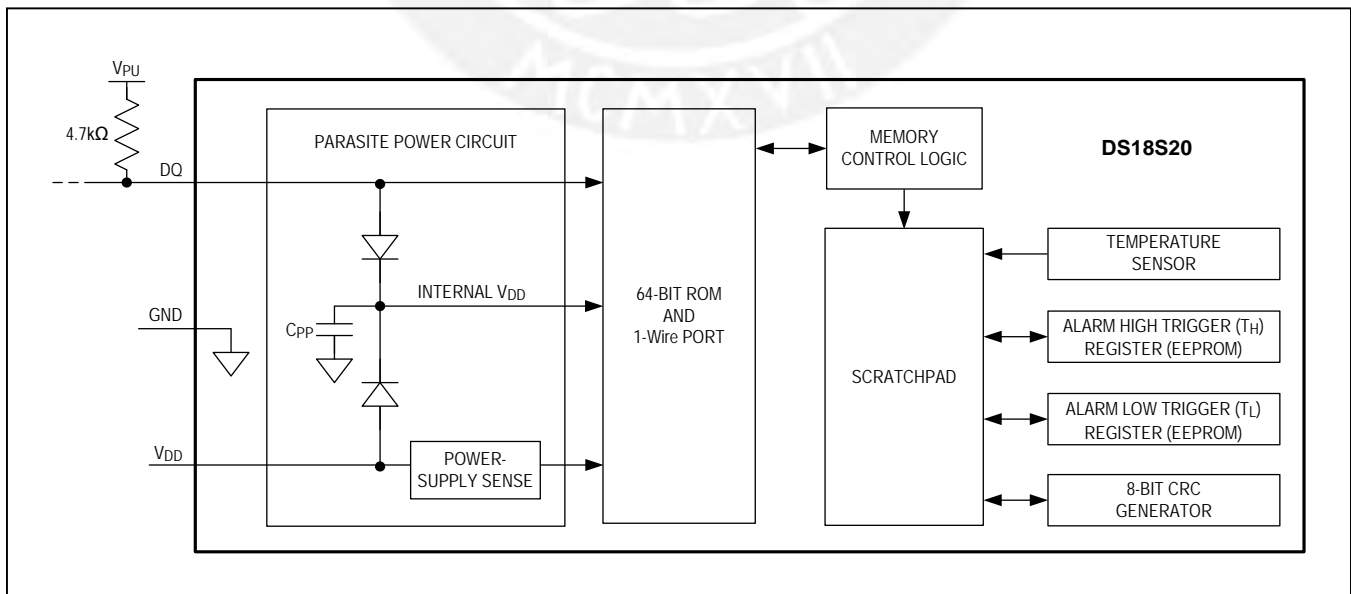 MCMXVII
VPU
4.7kΩ
DQ
GND
VDD
PARASITE POWER CIRCUIT
INTERNAL VDD
CPP
POWER-
SUPPLY SENSE
64-BIT ROM
AND
1-Wire PORT
MEMORY
CONTROL LOGIC
DS18S20
SCRATCHPAD
TEMPERATURE
SENSOR
ALARM HIGH TRIGGER (TH)
REGISTER (EEPROM)
ALARM LOW TRIGGER (TL)
REGISTER (EEPROM)
8-BIT CRC
GENERATOR